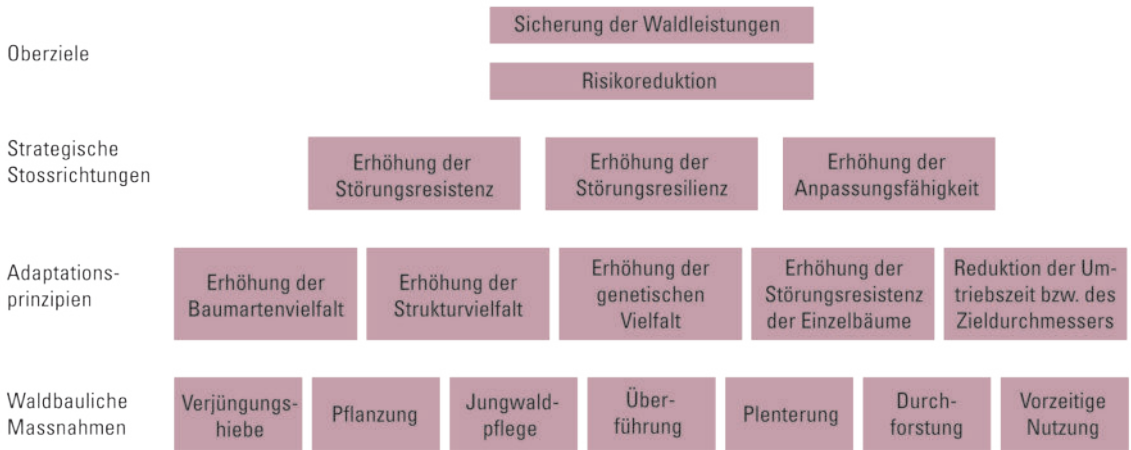 Oberziele
Sicherung der Waldleistungen
Risikoreduktion
Strategische
Stossrichtungen
Erhöhung der
Störungsresistenz
Erhöhung der
Störungsresilienz
Erhöhung der
Anpassungsfähigkeit
Adaptations-
prinzipien
Erhöhung der
Baumartenvielfalt
Erhöhung der
Strukturvielfalt
Erhöhung der
genetischen
Vielfalt
Erhöhung der
Störungsresistenz
der Einzelbäume
Reduktion der Um-
triebszeit bzw. des
Zieldurchmessers
Waldbauliche
Massnahmen
Verjüngungs-
hiebe
Pflanzung
Jungwald-
pflege
Über-
führung
Plenterung
Durch-
forstung
Vorzeitige
Nutzung